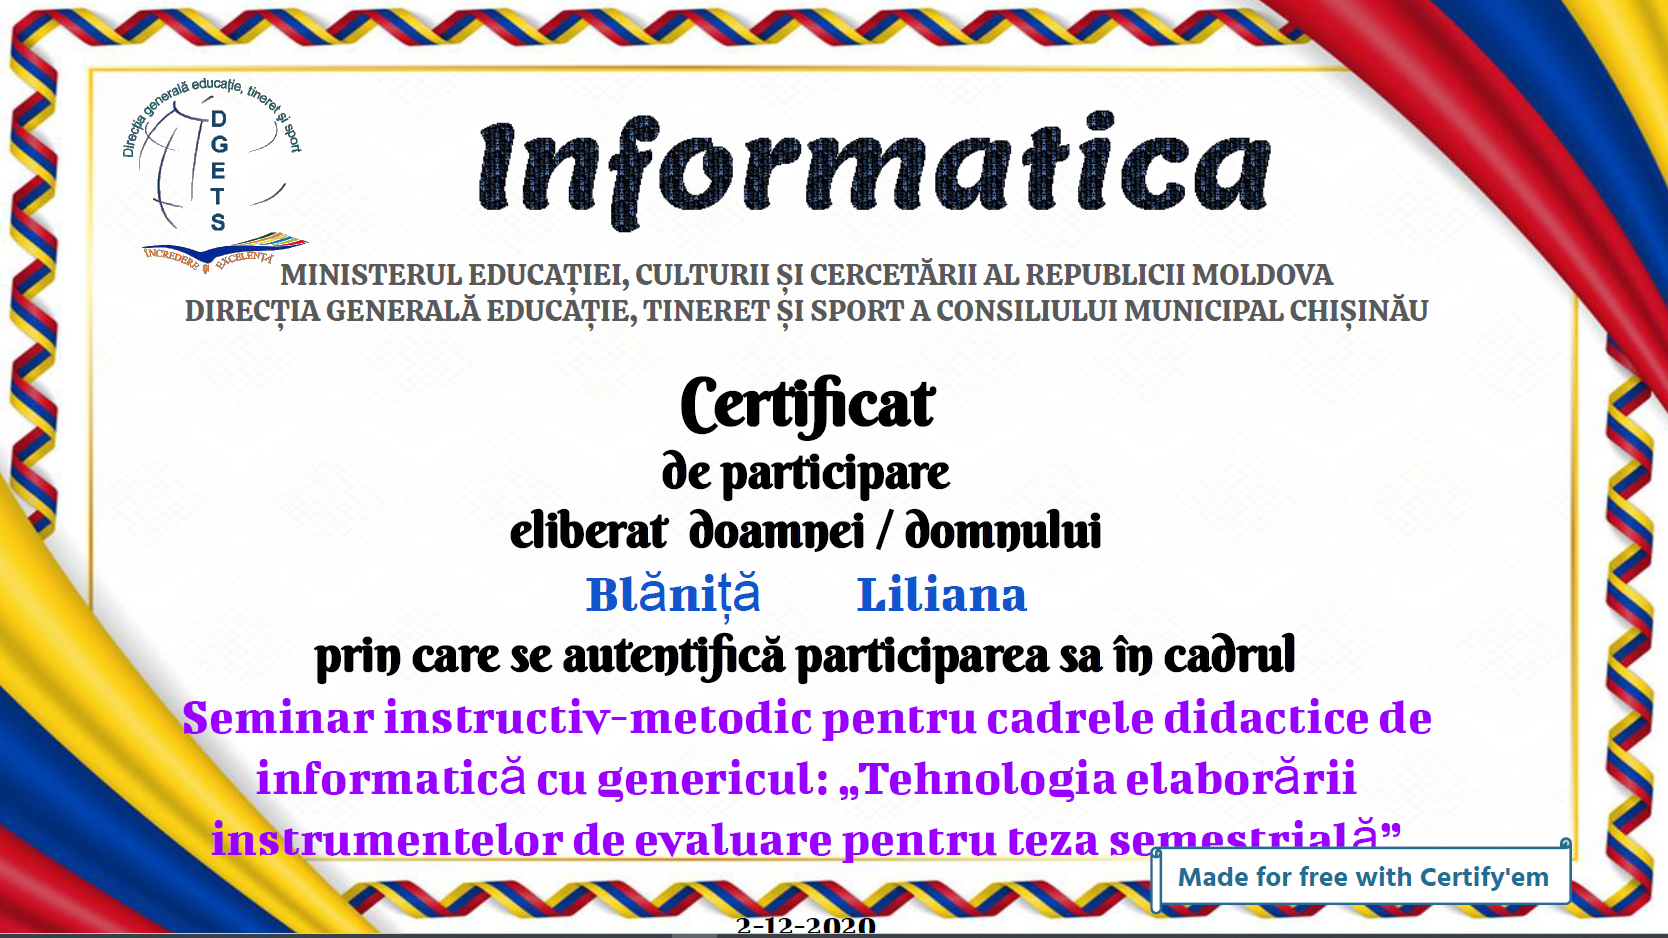 Direcția generală educație, tineret și sport
DGETS
ÎNCREDERE ȘI EXCELENȚĂ
Informatica
MINISTERUL EDUCAȚIEI, CULTURII ȘI CERCETĂRII AL REPUBLICII MOLDOVA
DIRECȚIA GENERALĂ EDUCAȚIE, TINERET ȘI SPORT A CONSILIULUI MUNICIPAL CHIȘINĂU
Certificat
de participare
eliberat doamnei / domnului
Blăniță Liliana
prin care se autentifică participarea sa în cadrul
Seminar instructiv-metodic pentru cadrele didactice de
informatică cu genericul: „Tehnologia elaborării
instrumentelor de evaluare pentru teza semestrială”
Made for free with Certify'em
2-12-2020